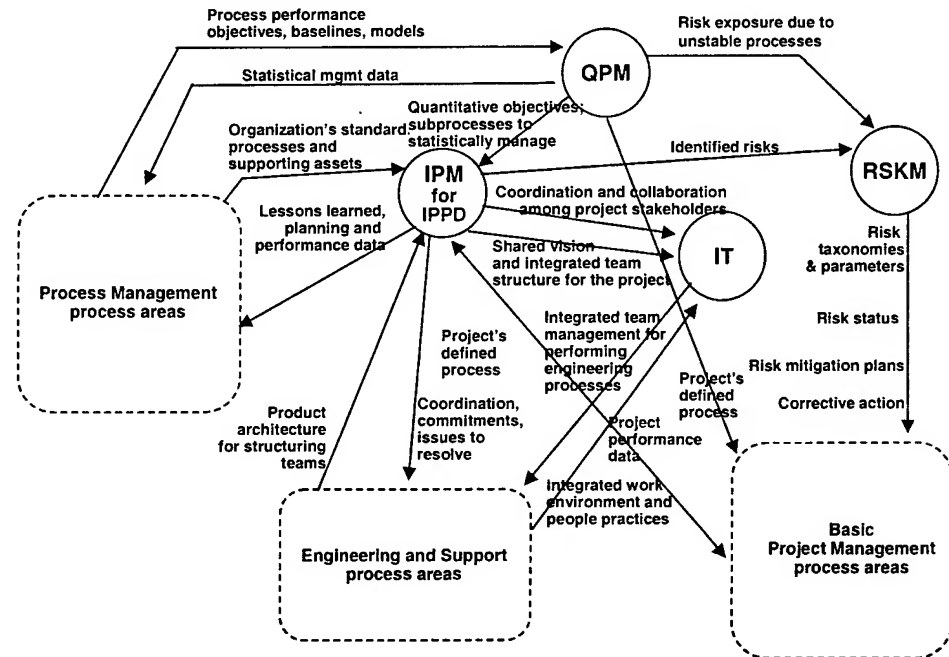 Process performance
objectives, baselines, models
Risk exposure due to
unstable processes
QPM
Statistical mgmt data
Quantitative objectives;
subprocesses to
statistically manage
Organization's standard
processes and
supporting assets
Identified risks
RSKM
IPM
for
IPPD
Coordination and collaboration
among project stakeholders
Lessons learned,
planning and
performance data
Shared vision
and integrated team
structure for the project
IT
Risk
taxonomies
& parameters
Process Management
process areas
Risk status
Integrated team
management for
performing
engineering
processes
Project's
defined
process
Risk mitigation plans
Project's
defined
process
Corrective action
Product
architecture
for structuring
teams
Coordination,
commitments,
issues to
resolve
Project
performance
data
Integrated work
environment and
people practices
Engineering and Support
process areas
Basic
Project Management
process areas